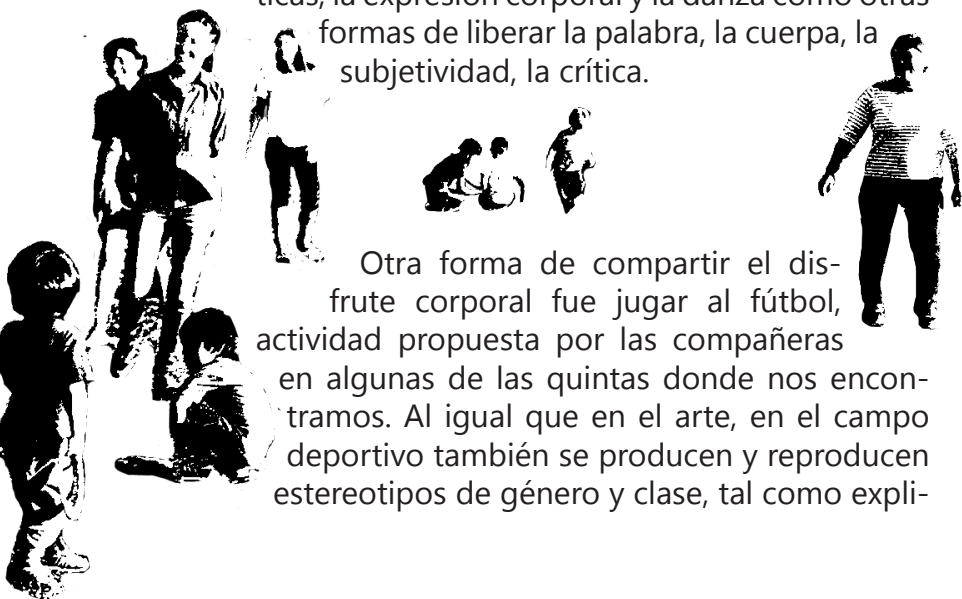 ticas, la expresión corporal y la danza como otras
formas de liberar la palabra, la cuerpa, la
subjetividad, la crítica.
Otra forma de compartir el dis-
frute corporal fue jugar al fútbol,
actividad propuesta por las compañeras
en algunas de las quintas donde nos encon-
tramos. Al igual que en el arte, en el campo
deportivo también se producen y reproducen
estereotipos de género y clase, tal como expli-